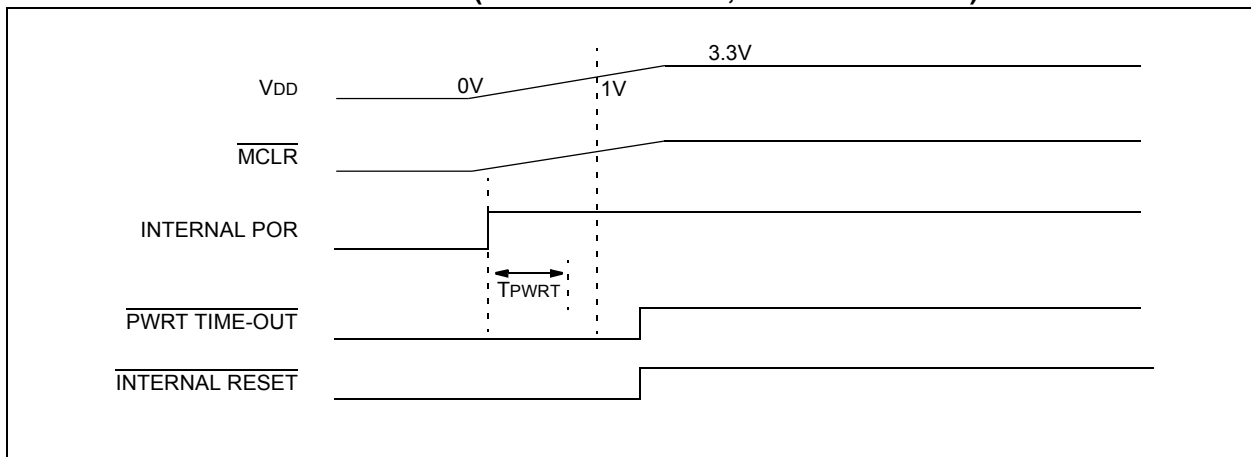 3.3V
VDD
0V
1V
MCLR
INTERNAL POR
TPWRT
PWRT TIME-OUT
INTERNAL RESET